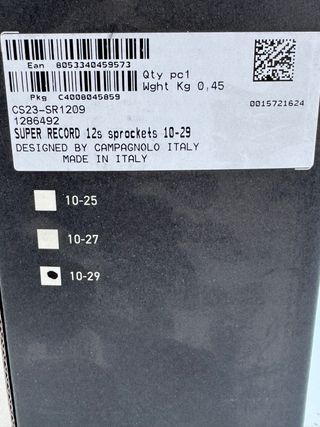 Ean 8053340459573
Qty pc1
Wght Kg 0,45
Pkg C4008045859
0015721624
CS23-SR1209
1286492
SUPER RECORD 12s sprockets 10-29
DESIGNED BY CAMPAGNOLO ITALY
MADE IN ITALY
10-25
10-27
10-29